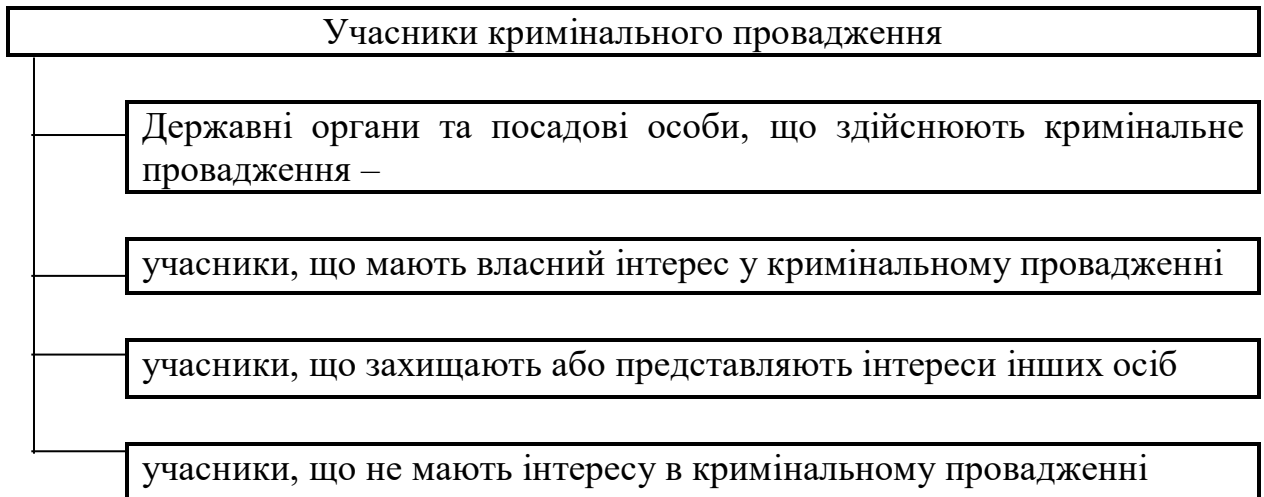 Учасники кримінального провадження
Державні органи та посадові особи, що здійснюють кримінальне
провадження –
учасники, що мають власний інтерес у кримінальному провадженні
учасники, що захищають або представляють інтереси інших осіб
учасники, що не мають інтересу в кримінальному провадженні